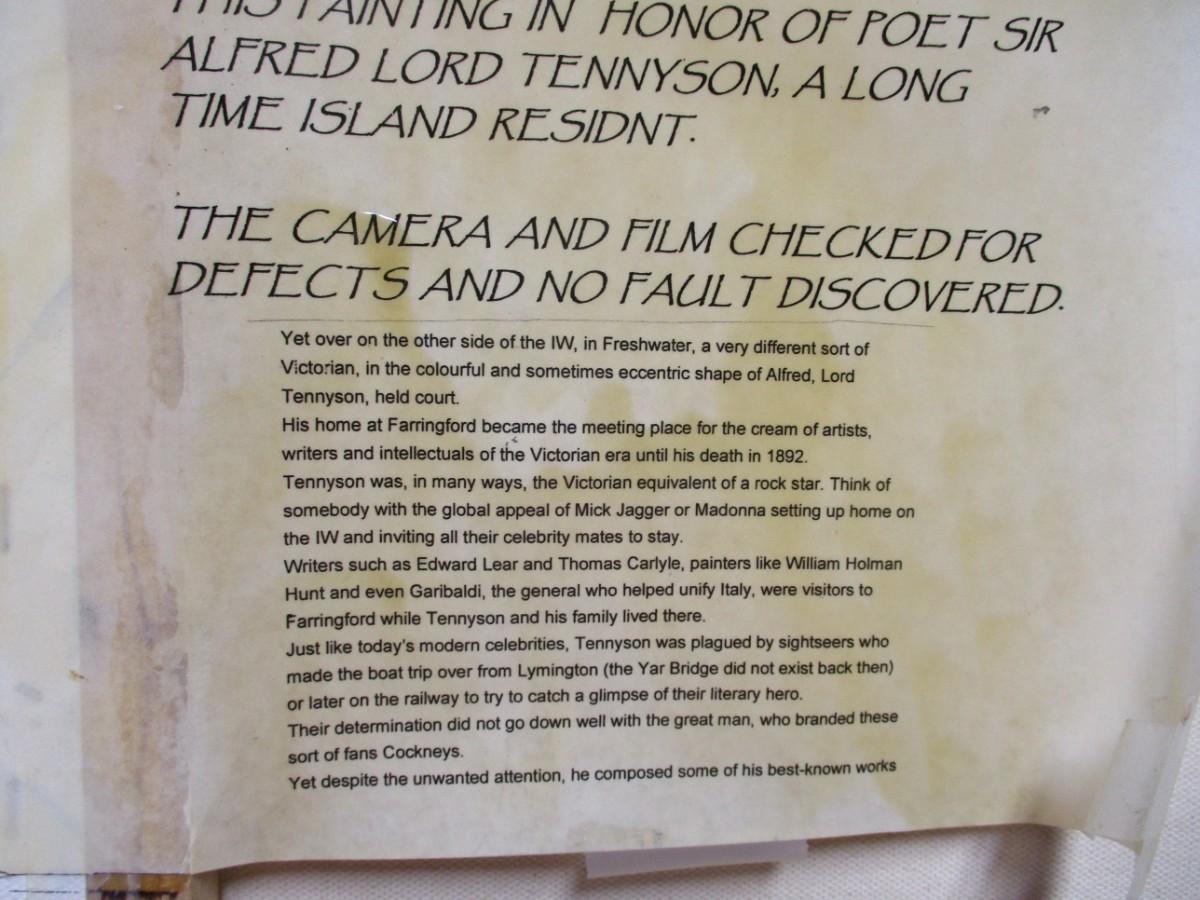 THIS PAINTING IN HONOR OF POET SIR
ALFRED LORD TENNYSON, A LONG
TIME ISLAND RESIDNT.
THE CAMERA AND FILM CHECKED FOR
DEFECTS AND NO FAULT DISCOVERED.
Yet over on the other side of the IW, in Freshwater, a very different sort of
Victorian, in the colourful and sometimes eccentric shape of Alfred, Lord
Tennyson, held court.
His home at Farringford became the meeting place for the cream of artists,
writers and intellectuals of the Victorian era until his death in 1892.
Tennyson was, in many ways, the Victorian equivalent of a rock star. Think of
somebody with the global appeal of Mick Jagger or Madonna setting up home on
the IW and inviting all their celebrity mates to stay.
Writers such as Edward Lear and Thomas Carlyle, painters like William Holman
Hunt and even Garibaldi, the general who helped unify Italy, were visitors to
Farringford while Tennyson and his family lived there.
Just like today's modern celebrities, Tennyson was plagued by sightseers who
made the boat trip over from Lymington (the Yar Bridge did not exist back then)
or later on the railway to try to catch a glimpse of their literary hero.
Their determination did not go down well with the great man, who branded these
sort of fans Cockneys.
Yet despite the unwanted attention, he composed some of his best-known works